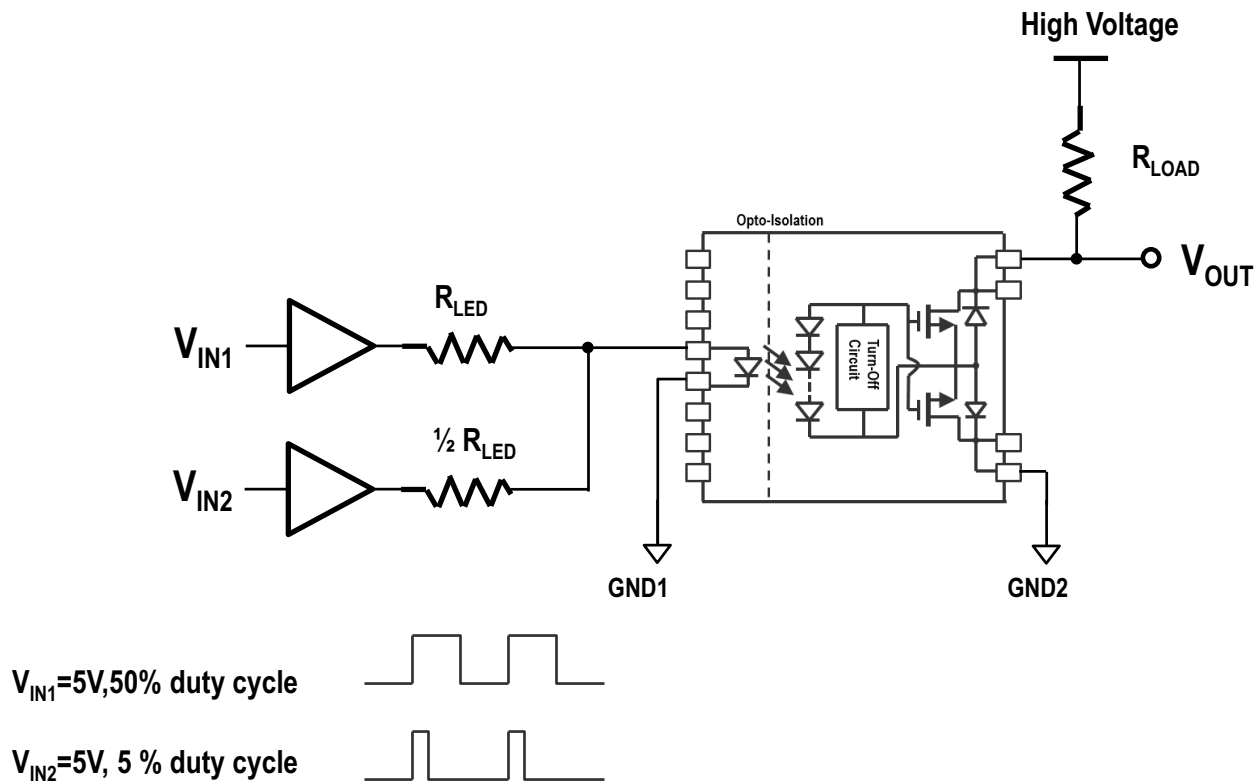 High Voltage
R_LOAD
Opto-Isolation
V_OUT
R_LED
V_IN1
Turn-Off
Circuit
½ R_LED
V_IN2
GND1
GND2
V_IN1=5V,50% duty cycle
V_IN2=5V, 5 % duty cycle